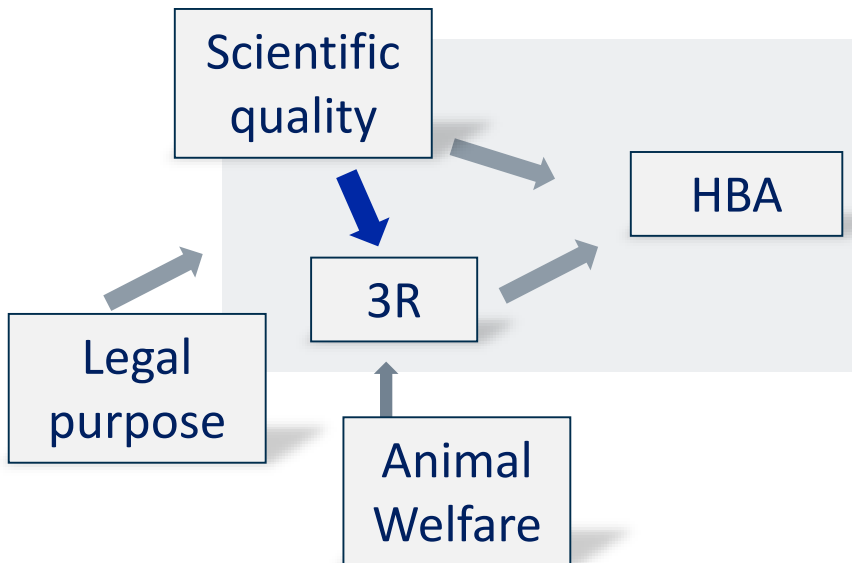 Scientific
quality
HBA
3R
Legal
purpose
Animal
Welfare